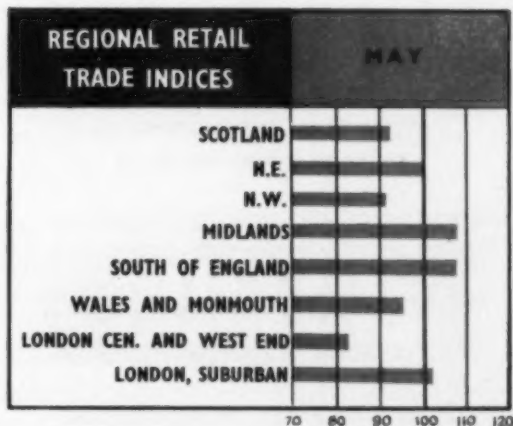 REGIONAL RETAIL
TRADE INDICES
MAY
SCOTLAND
N.E.
N.W.
MIDLANDS
SOUTH OF ENGLAND
WALES AND MONMOUTH
LONDON CEN. AND WEST END
LONDON, SUBURBAN
70 80 90 100 110 120